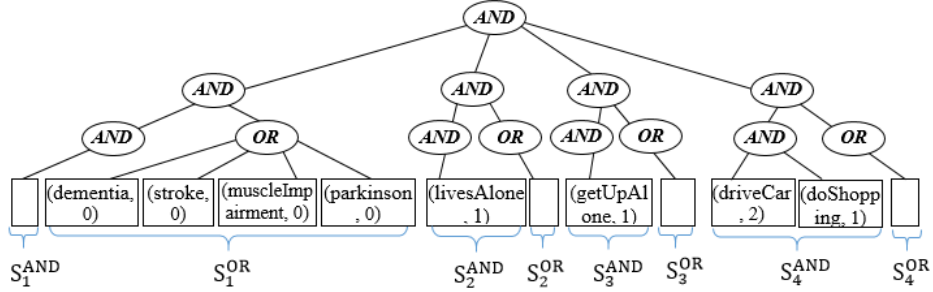 AND
AND AND AND AND
AND OR AND OR AND OR AND OR
(dementia, (stroke, (muscleImp (parkinson (livesAlone (getUpAl (driveCar (doShopp
0) 0) airment, 0) , 0) , 1) one, 1) , 2) ing, 1)
S₁ᴬᴺᴰ S₁ᴼᴿ S₂ᴬᴺᴰ S₂ᴼᴿ S₃ᴬᴺᴰ S₃ᴼᴿ S₄ᴬᴺᴰ S₄ᴼᴿ